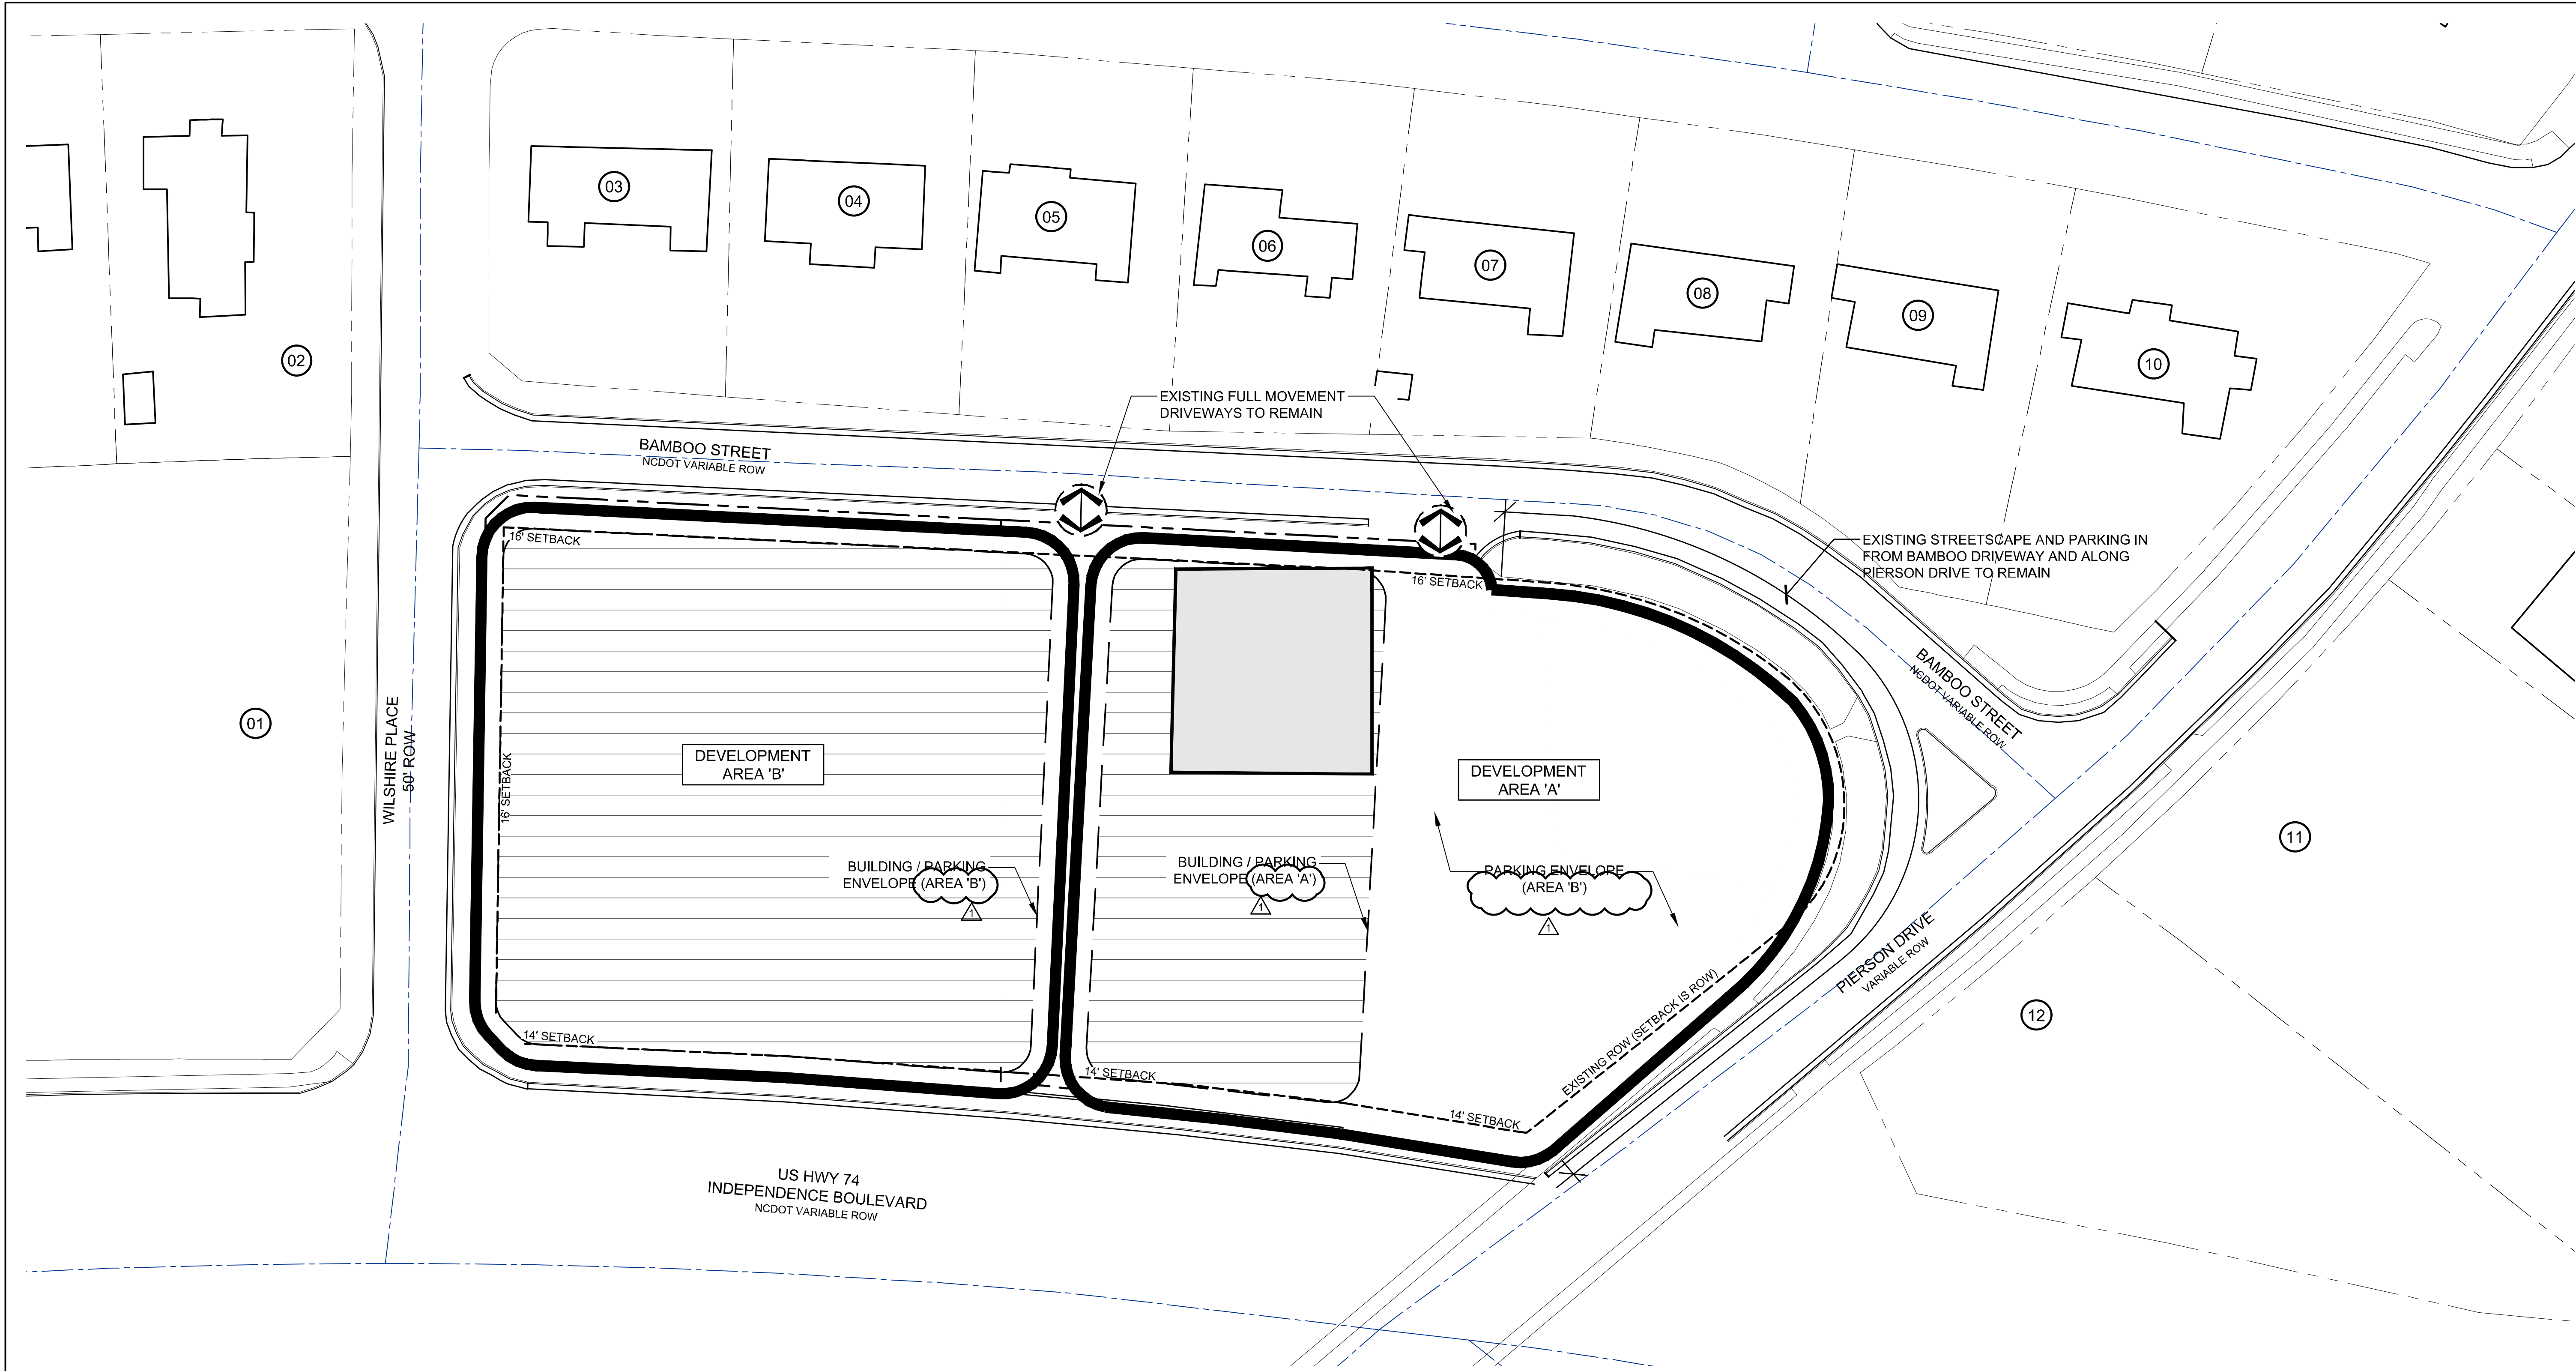 03
04
05
06
07
08
09
10
02
EXISTING FULL MOVEMENT
DRIVEWAYS TO REMAIN
BAMBOO STREET
NCDOT VARIABLE ROW
16' SETBACK
16' SETBACK
EXISTING STREETSCAPE AND PARKING IN
FROM BAMBOO DRIVEWAY AND ALONG
PIERSON DRIVE TO REMAIN
BAMBOO STREET
NCDOT VARIABLE ROW
01
WILSHIRE PLACE
50' ROW
16' SETBACK
DEVELOPMENT
AREA 'B'
DEVELOPMENT
AREA 'A'
11
BUILDING / PARKING
ENVELOPE (AREA 'B')
1
BUILDING / PARKING
ENVELOPE (AREA 'A')
1
PARKING ENVELOPE
(AREA 'B')
1
PIERSON DRIVE
VARIABLE ROW
12
EXISTING ROW (SETBACK IS ROW)
14' SETBACK
14' SETBACK
14' SETBACK
US HWY 74
INDEPENDENCE BOULEVARD
NCDOT VARIABLE ROW